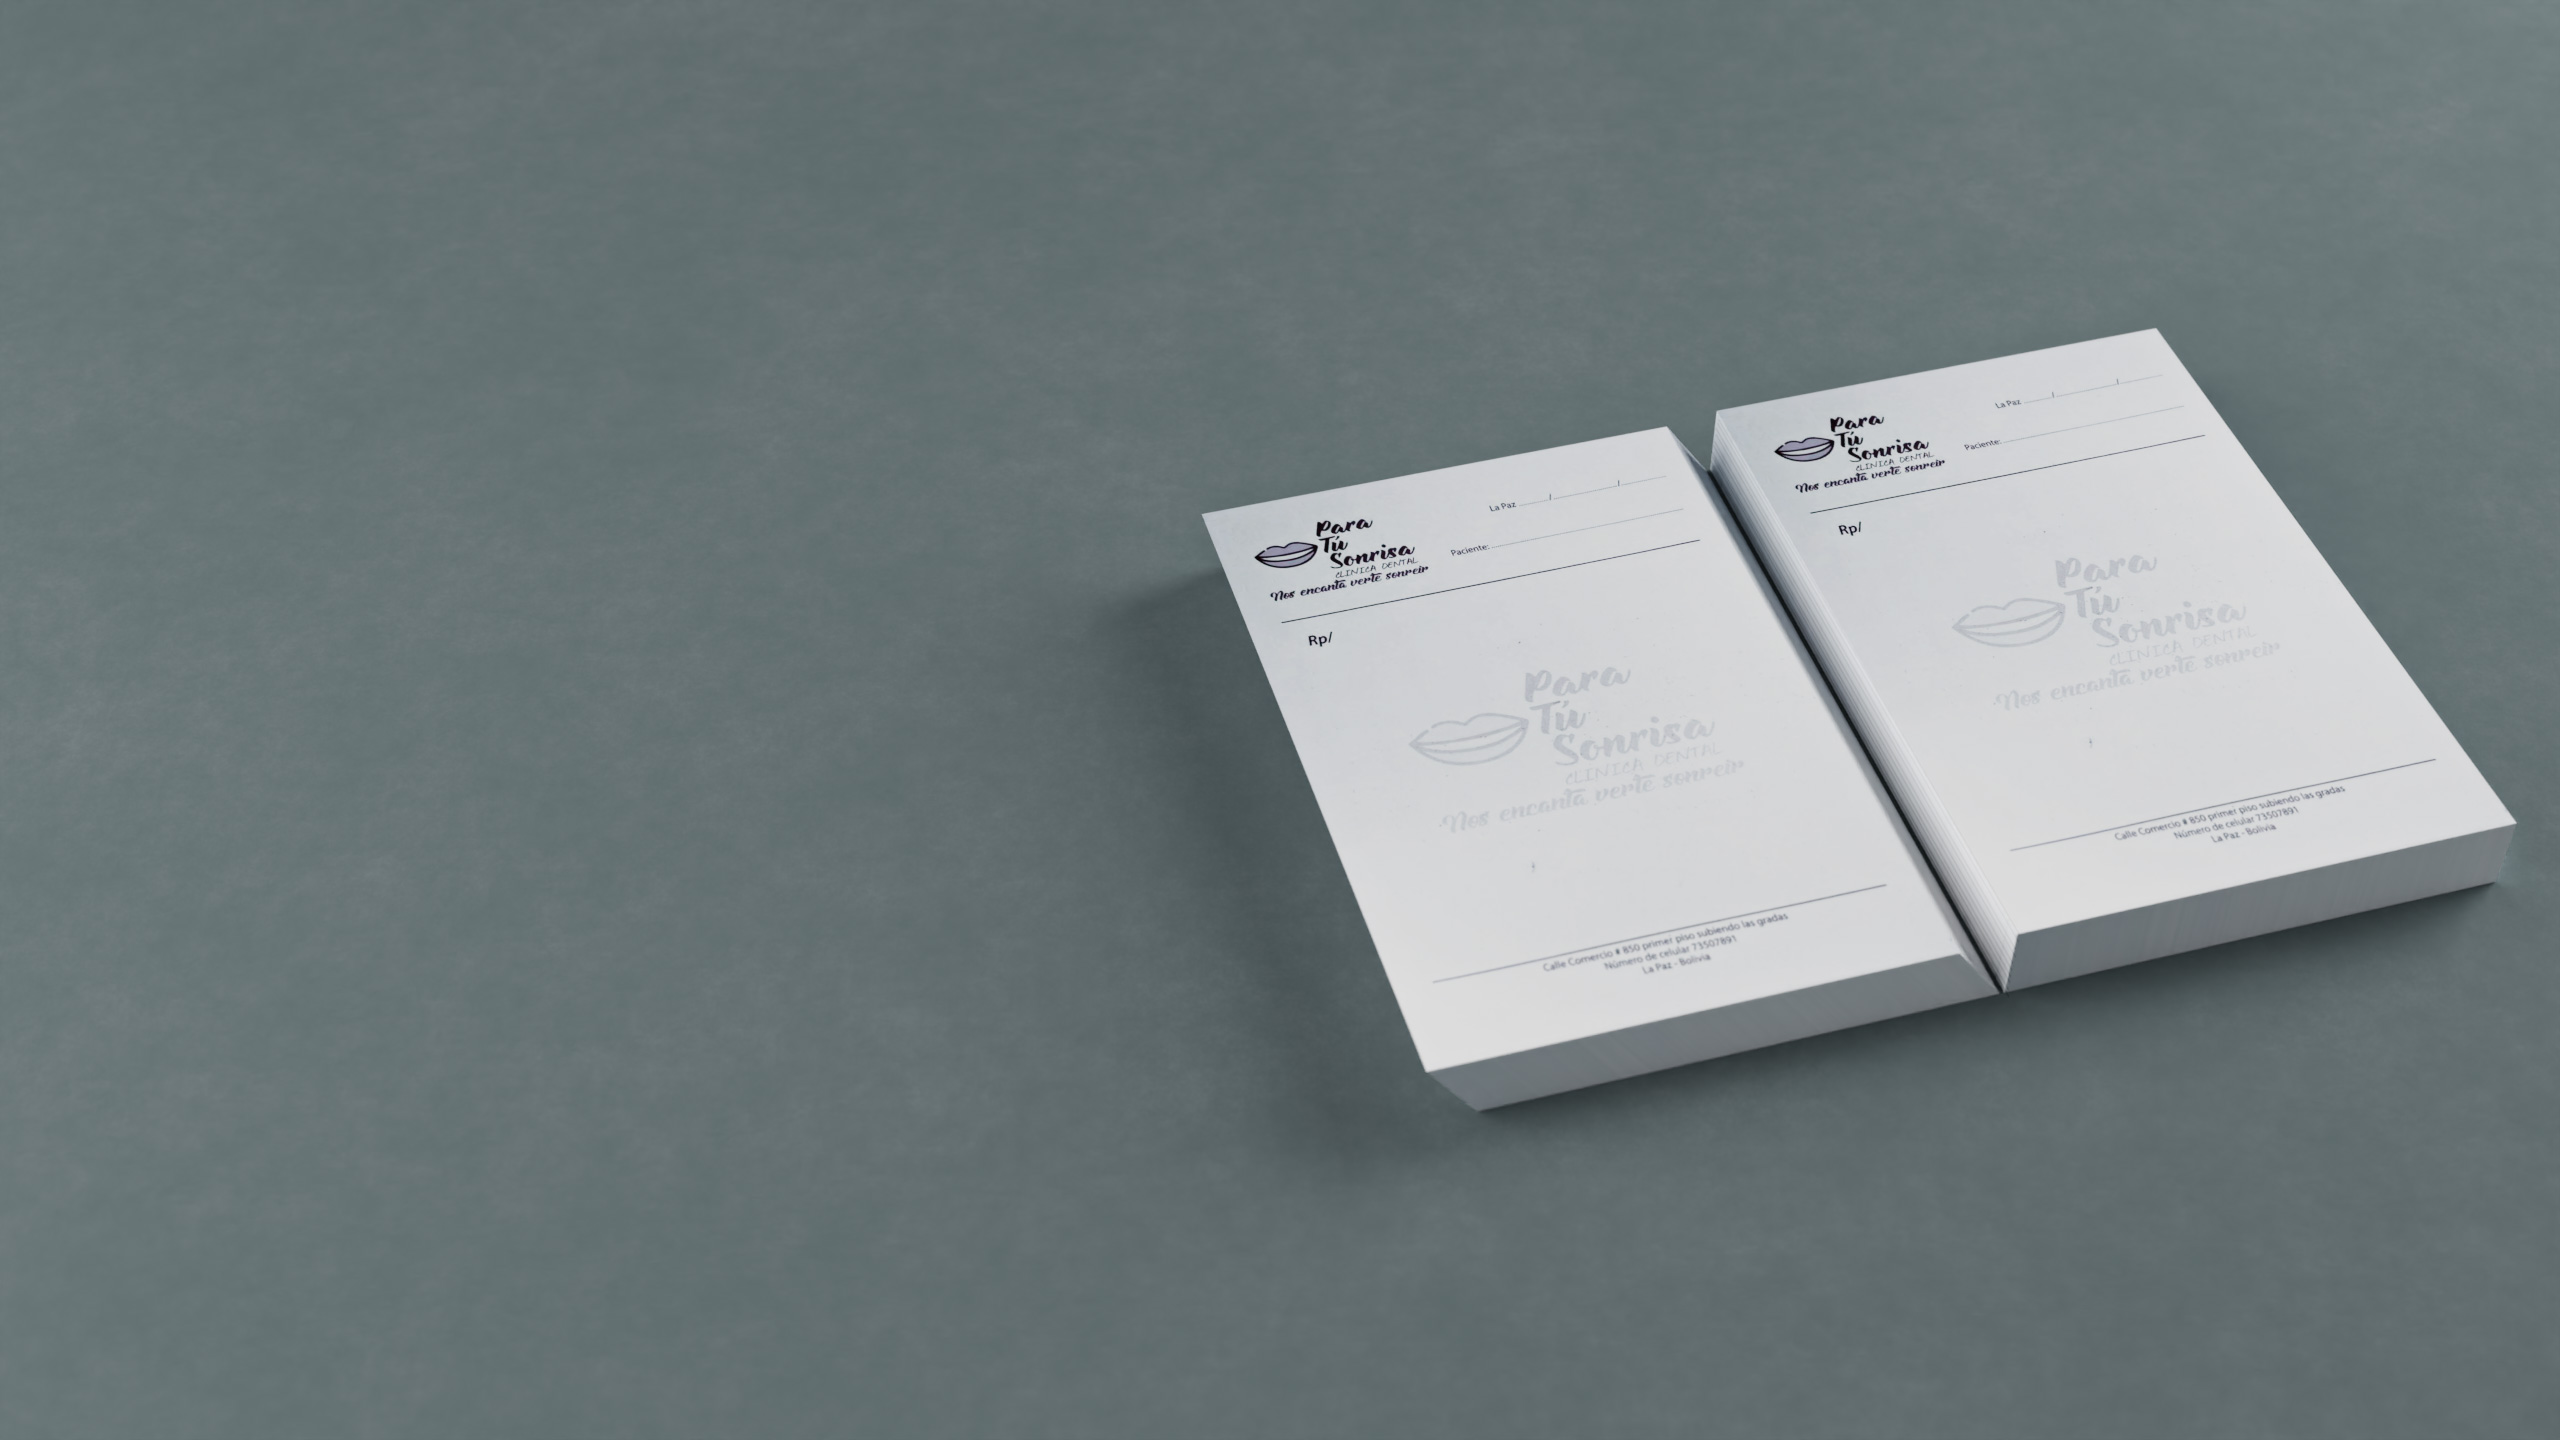 Para
Tú
Sonrisa
CLINICA DENTAL
Nos encanta verte sonreir
La Paz ____/____/____
Paciente:
Rp/
Para
Tú
Sonrisa
CLINICA DENTAL
Nos encanta verte sonreir
Calle Comercio # 850 primer piso subiendo las gradas
Número de celular 73507891
La Paz - Bolivia
Para
Tú
Sonrisa
CLINICA DENTAL
Nos encanta verte sonreir
La Paz ____/____/____
Paciente:
Rp/
Para
Tú
Sonrisa
CLINICA DENTAL
Nos encanta verte sonreir
Calle Comercio # 850 primer piso subiendo las gradas
Número de celular 73507891
La Paz - Bolivia